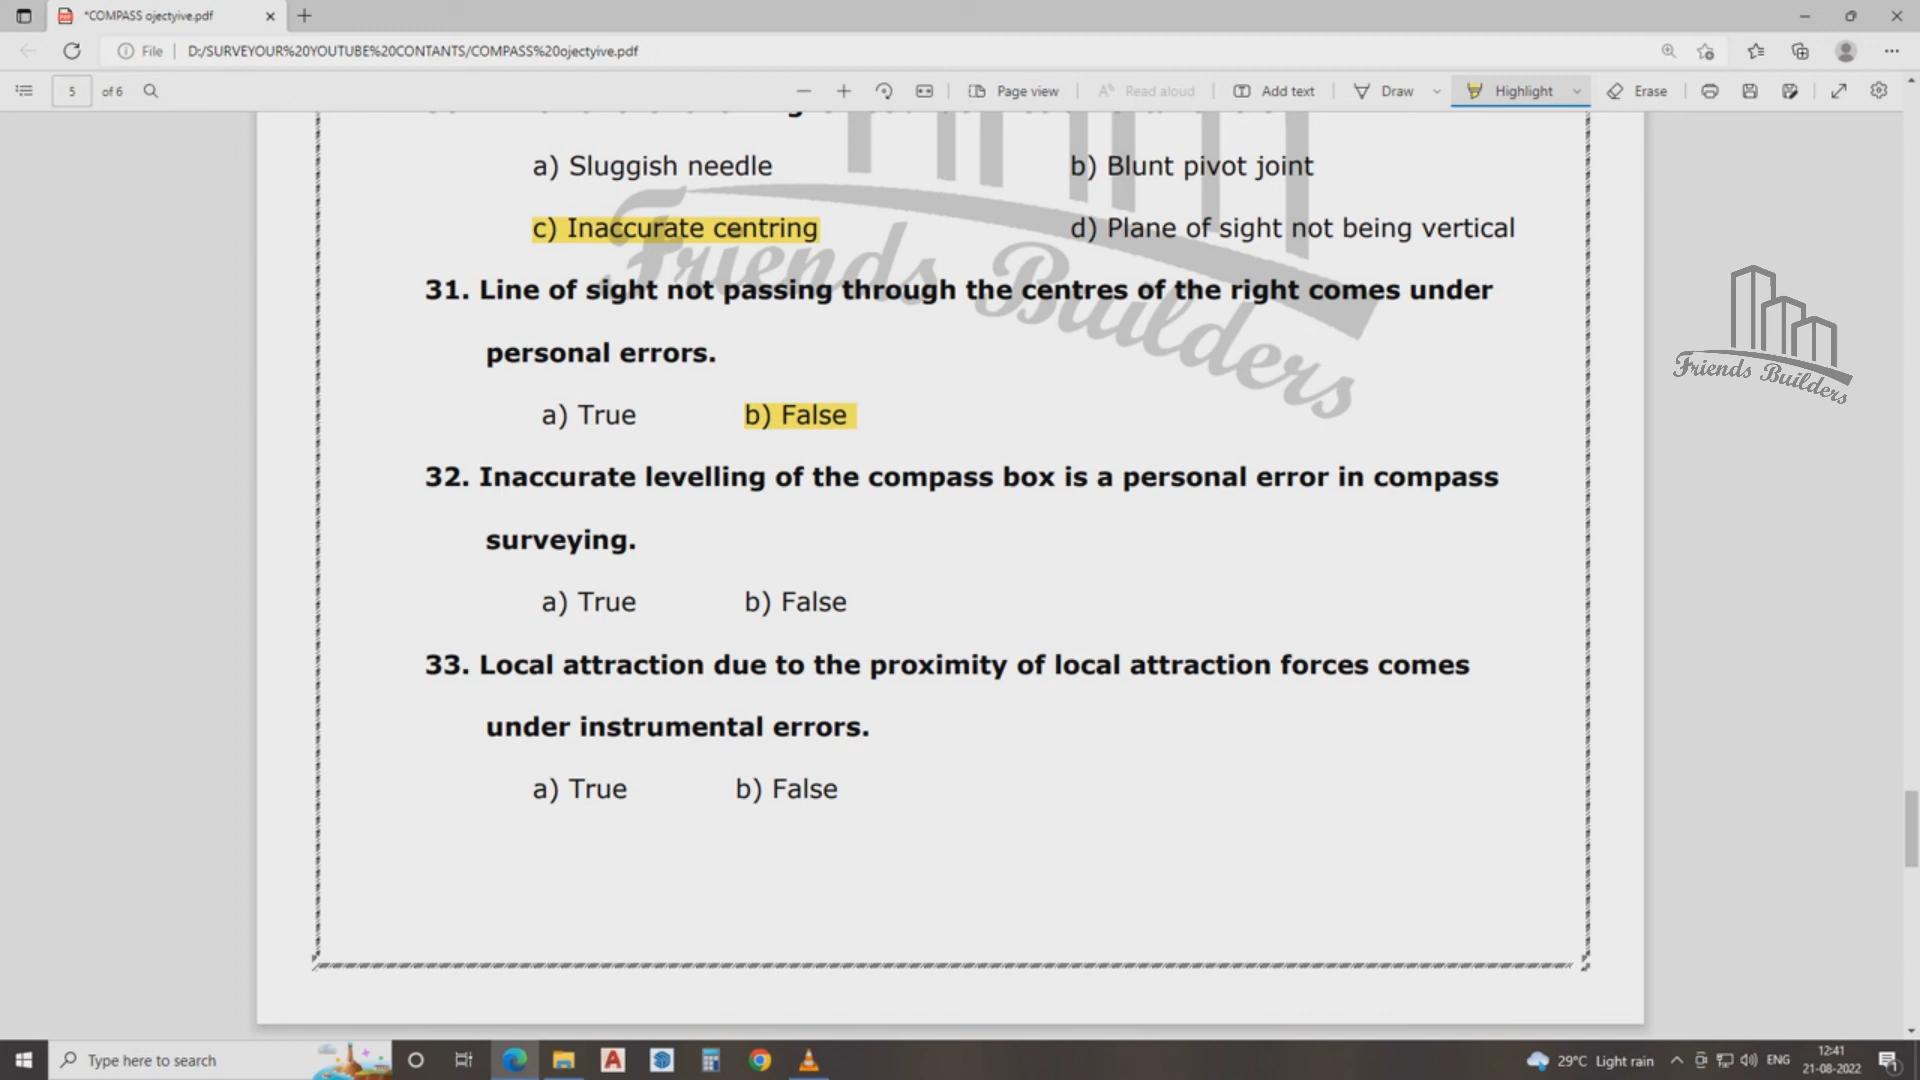 *COMPASS ojectyive.pdf
File
D:/SURVEYOUR%20YOUTUBE%20CONTANTS/COMPASS%20ojectyive.pdf
5 of 6
Page view
Read aloud
Add text
Draw
Highlight
Erase
a) Sluggish needle b) Blunt pivot joint
c) Inaccurate centring d) Plane of sight not being vertical
31. Line of sight not passing through the centres of the right comes under
personal errors.
a) True b) False
32. Inaccurate levelling of the compass box is a personal error in compass
surveying.
a) True b) False
33. Local attraction due to the proximity of local attraction forces comes
under instrumental errors.
a) True b) False
Friends Builders
Friends Builders
Type here to search
29°C Light rain
ENG
12:41
21-08-2022
1